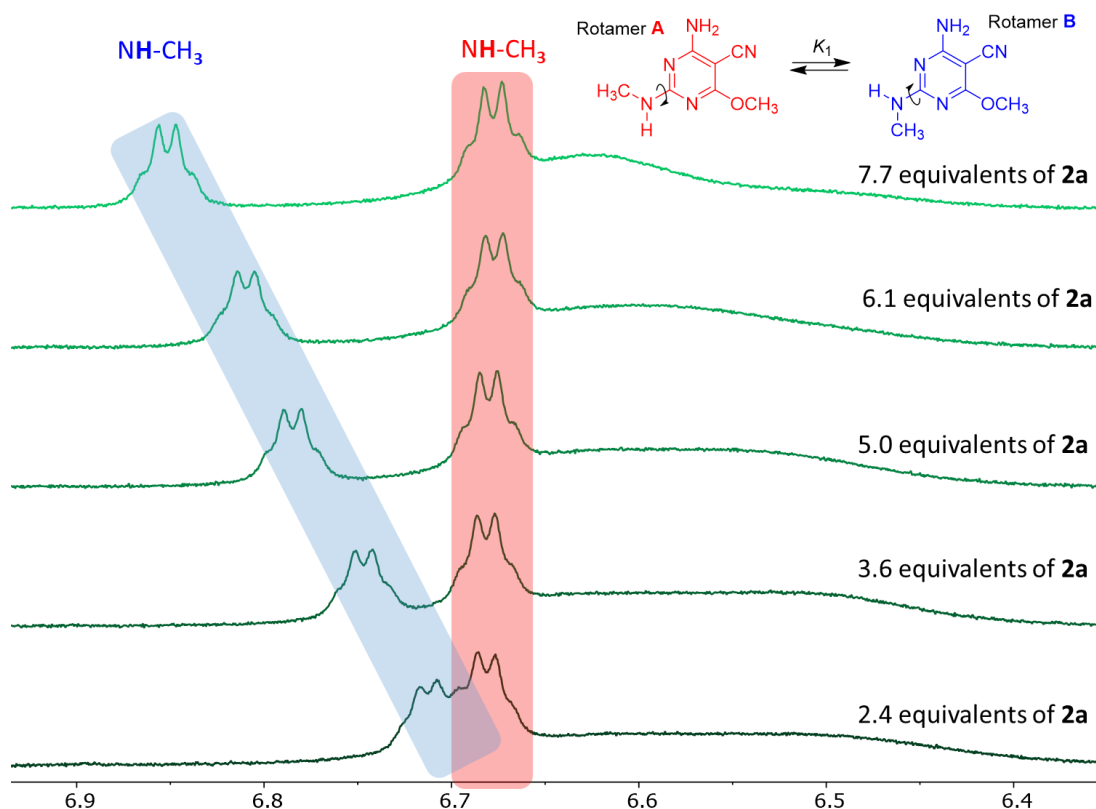 NH-CH3
NH-CH3
Rotamer A
NH2
CN
N
N
H3C
N
H
OCH3
K1
Rotamer B
NH2
CN
N
N
H
N
CH3
OCH3
7.7 equivalents of 2a
6.1 equivalents of 2a
5.0 equivalents of 2a
3.6 equivalents of 2a
2.4 equivalents of 2a
6.9 6.8 6.7 6.6 6.5 6.4